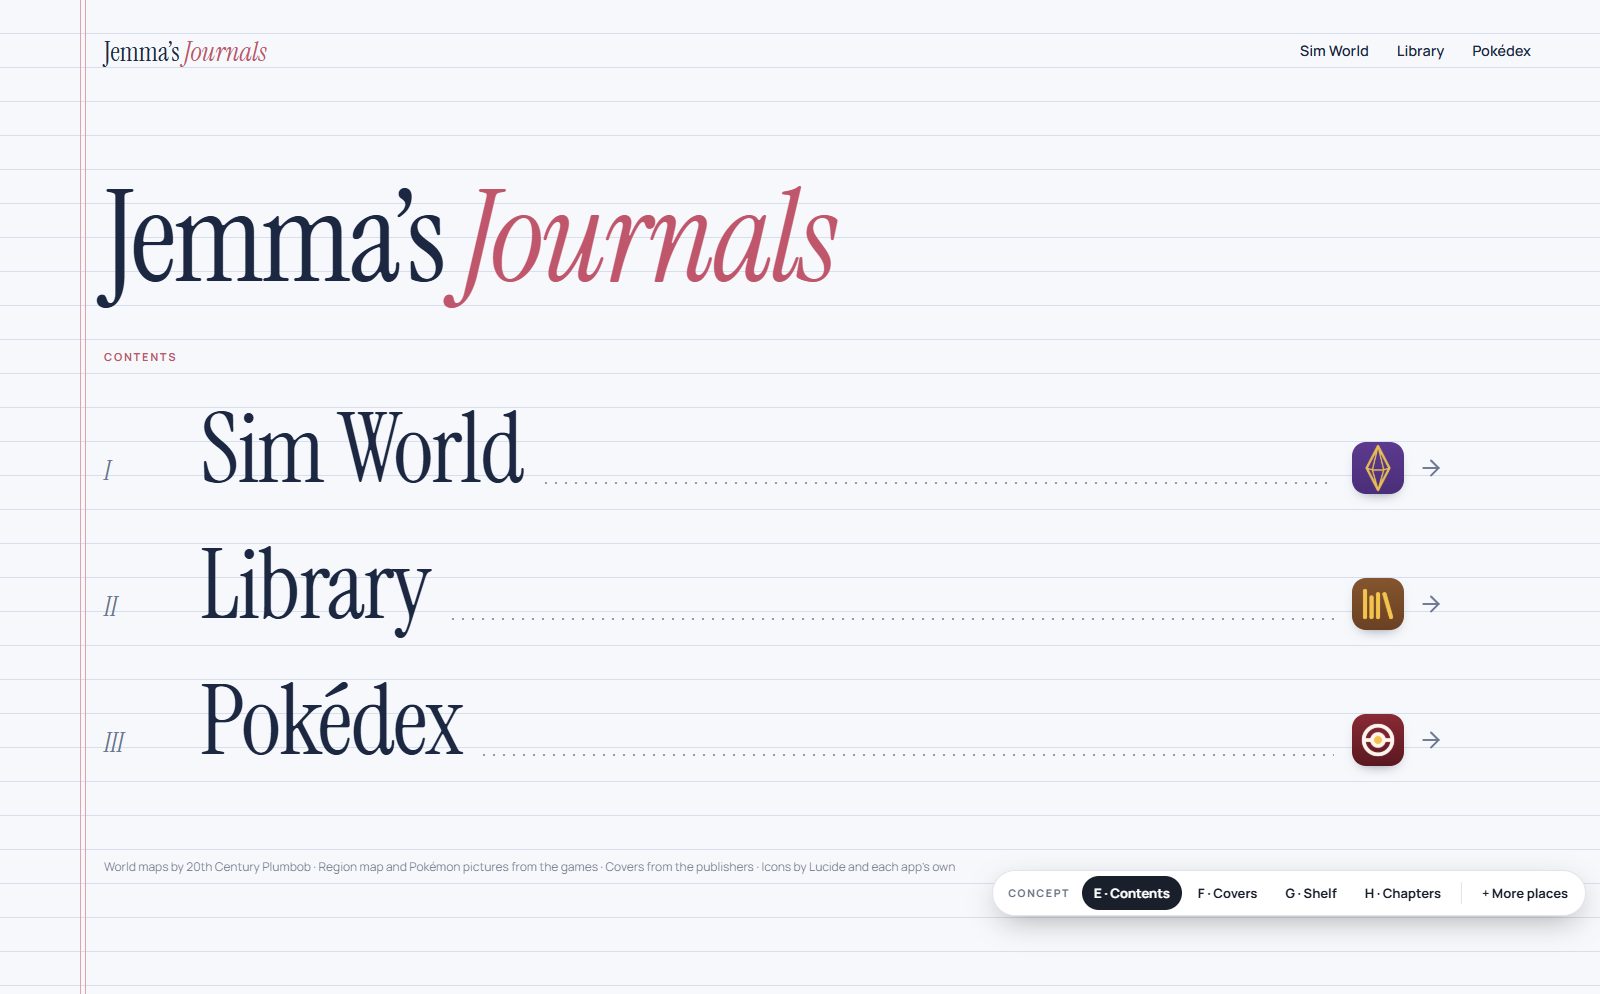 Jemma’s Journals
Sim World Library Pokédex
Jemma’s Journals
CONTENTS
I Sim World
II Library
III Pokédex
World maps by 20th Century Plumbob · Region map and Pokémon pictures from the games · Covers from the publishers · Icons by Lucide and each app’s own
CONCEPT E · Contents F · Covers G · Shelf H · Chapters + More places